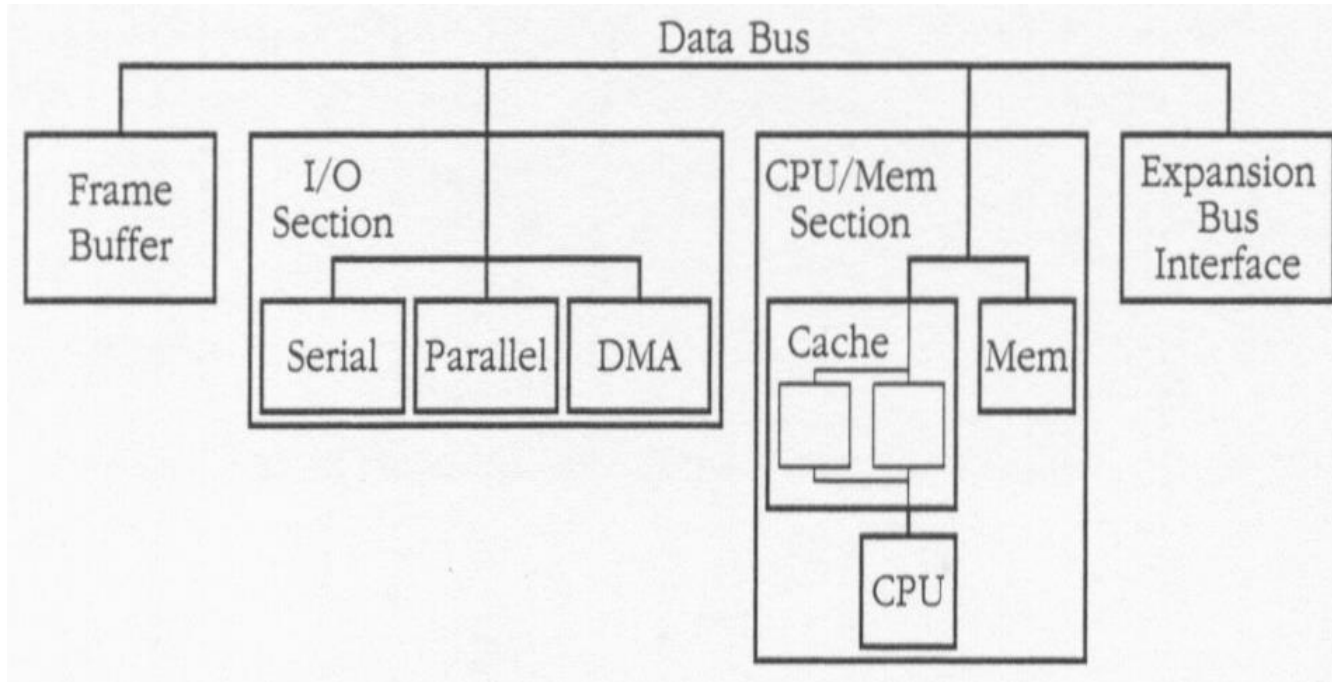 Data Bus
Frame
Buffer
I/O
Section
Serial
Parallel
DMA
CPU/Mem
Section
Cache
Mem
CPU
Expansion
Bus
Interface